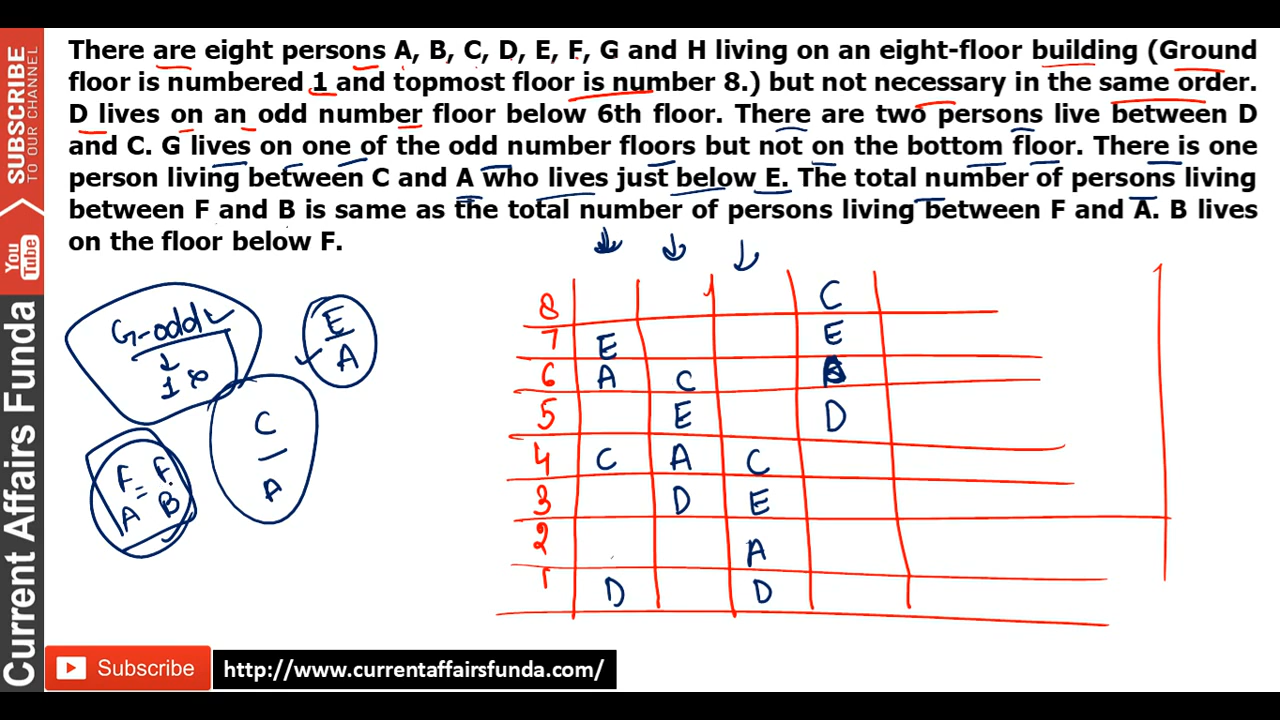 There are eight persons A, B, C, D, E, F, G and H living on an eight-floor building (Ground
floor is numbered 1 and topmost floor is number 8.) but not necessary in the same order.
D lives on an odd number floor below 6th floor. There are two persons live between D
and C. G lives on one of the odd number floors but not on the bottom floor. There is one
person living between C and A who lives just below E. The total number of persons living
between F and B is same as the total number of persons living between F and A. B lives
on the floor below F.
G-odd
1
E
A
C
A
F = F
A B
8 C
7 E E
6 A C
5 E D
4 C A C
3 D E
2 A
1 D D
SUBSCRIBE
TO OUR CHANNEL
You Tube
Current Affairs Funda
Subscribe
http://www.currentaffairsfunda.com/